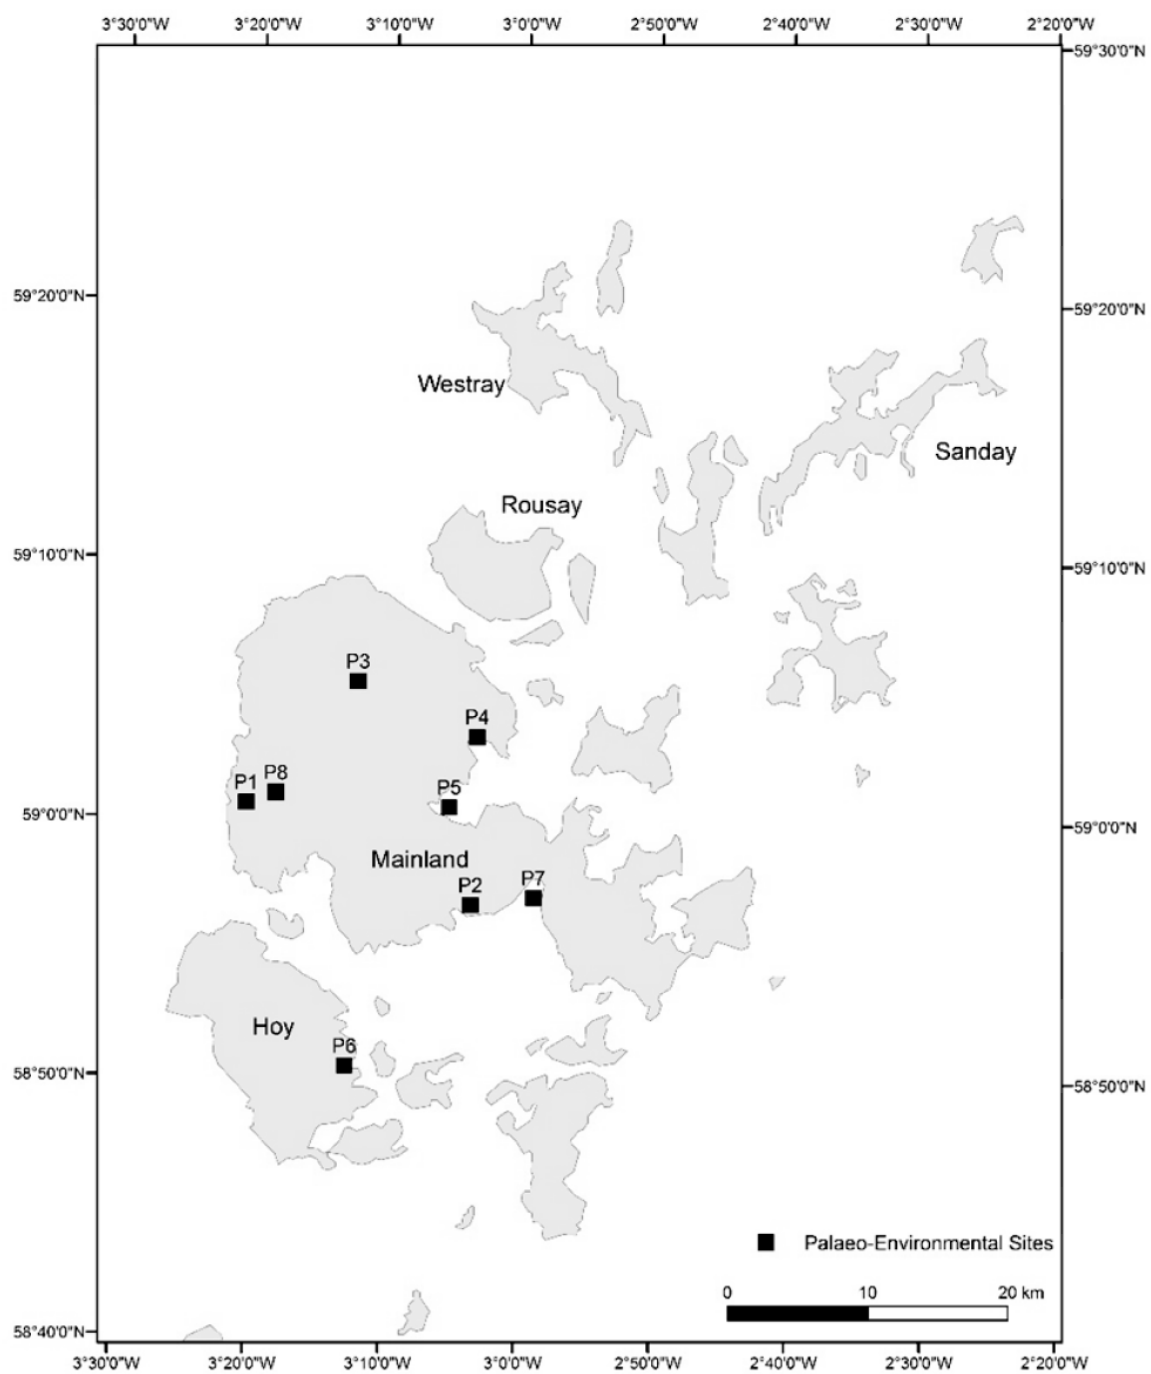 3°30'0"W 3°20'0"W 3°10'0"W 3°0'0"W 2°50'0"W 2°40'0"W 2°30'0"W 2°20'0"W
59°30'0"N
59°20'0"N 59°20'0"N
Westray
Sanday
Rousay
59°10'0"N 59°10'0"N
P3
P4
P1 P8
P5
59°0'0"N 59°0'0"N
Mainland
P2 P7
Hoy
P6
58°50'0"N 58°50'0"N
Palaeo-Environmental Sites
0 10 20 km
58°40'0"N
3°30'0"W 3°20'0"W 3°10'0"W 3°0'0"W 2°50'0"W 2°40'0"W 2°30'0"W 2°20'0"W